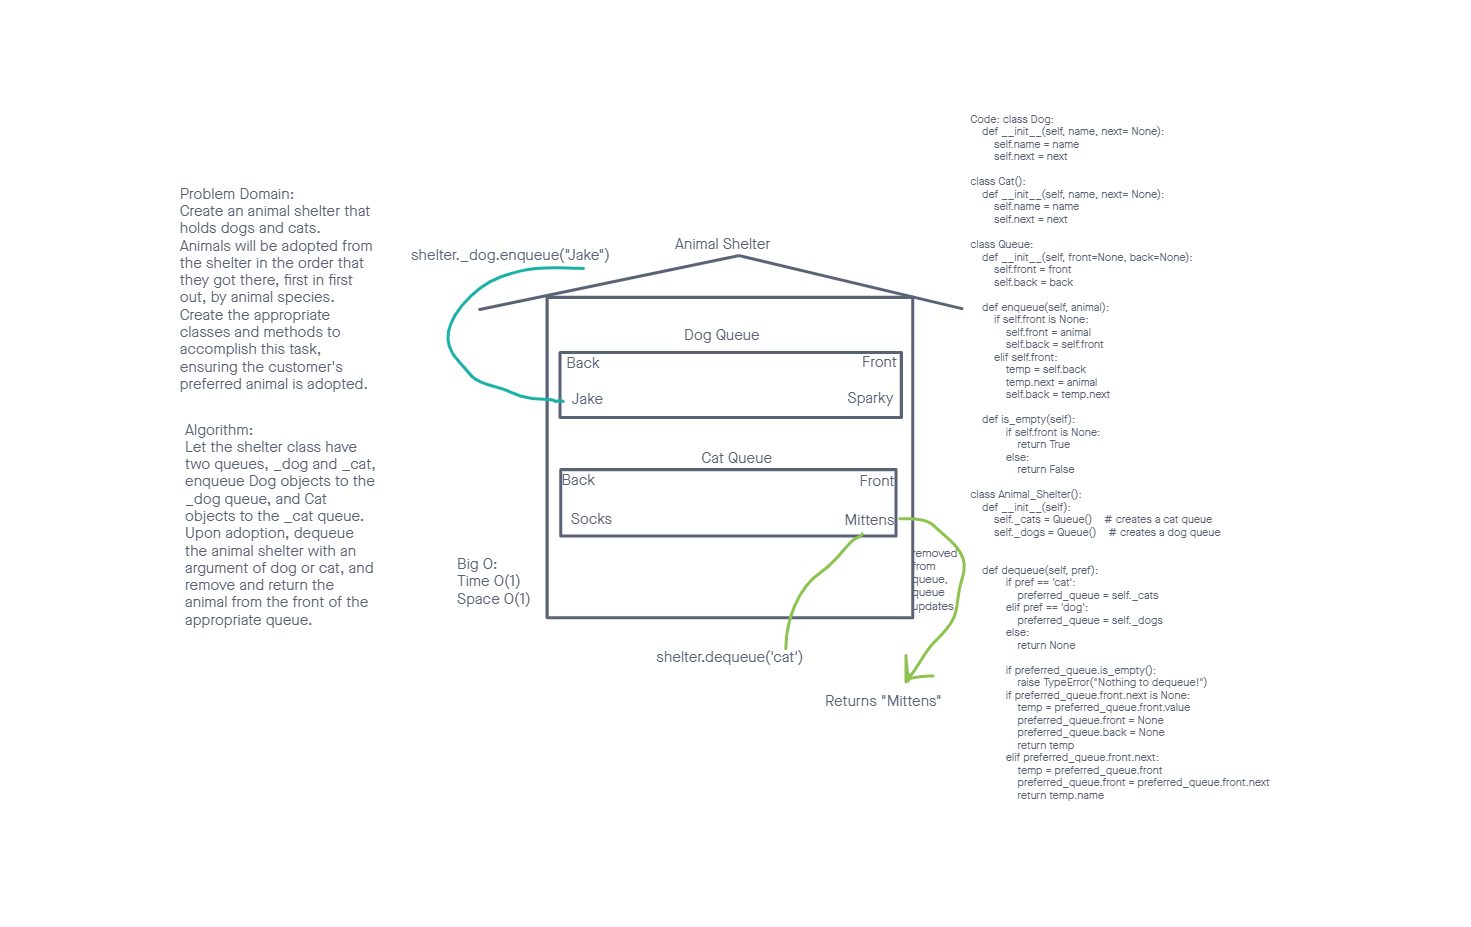 Problem Domain:
Create an animal shelter that
holds dogs and cats.
Animals will be adopted from
the shelter in the order that
they got there, first in first
out, by animal species.
Create the appropriate
classes and methods to
accomplish this task,
ensuring the customer's
preferred animal is adopted.
Algorithm:
Let the shelter class have
two queues, _dog and _cat,
enqueue Dog objects to the
_dog queue, and Cat
objects to the _cat queue.
Upon adoption, dequeue
the animal shelter with an
argument of dog or cat, and
remove and return the
animal from the front of the
appropriate queue.
shelter._dog.enqueue("Jake")
Animal Shelter
Dog Queue
Back
Front
Jake
Sparky
Cat Queue
Back
Front
Socks
Mittens
Big O:
Time O(1)
Space O(1)
removed
from
queue,
queue
updates
shelter.dequeue('cat')
Returns "Mittens"
Code: class Dog:
def __init__(self, name, next= None):
self.name = name
self.next = next
class Cat():
def __init__(self, name, next= None):
self.name = name
self.next = next
class Queue:
def __init__(self, front=None, back=None):
self.front = front
self.back = back
def enqueue(self, animal):
if self.front is None:
self.front = animal
self.back = self.front
elif self.front:
temp = self.back
temp.next = animal
self.back = temp.next
def is_empty(self):
if self.front is None:
return True
else:
return False
class Animal_Shelter():
def __init__(self):
self._cats = Queue() # creates a cat queue
self._dogs = Queue() # creates a dog queue
def dequeue(self, pref):
if pref == 'cat':
preferred_queue = self._cats
elif pref == 'dog':
preferred_queue = self._dogs
else:
return None
if preferred_queue.is_empty():
raise TypeError("Nothing to dequeue!")
if preferred_queue.front.next is None:
temp = preferred_queue.front.value
preferred_queue.front = None
preferred_queue.back = None
return temp
elif preferred_queue.front.next:
temp = preferred_queue.front
preferred_queue.front = preferred_queue.front.next
return temp.name